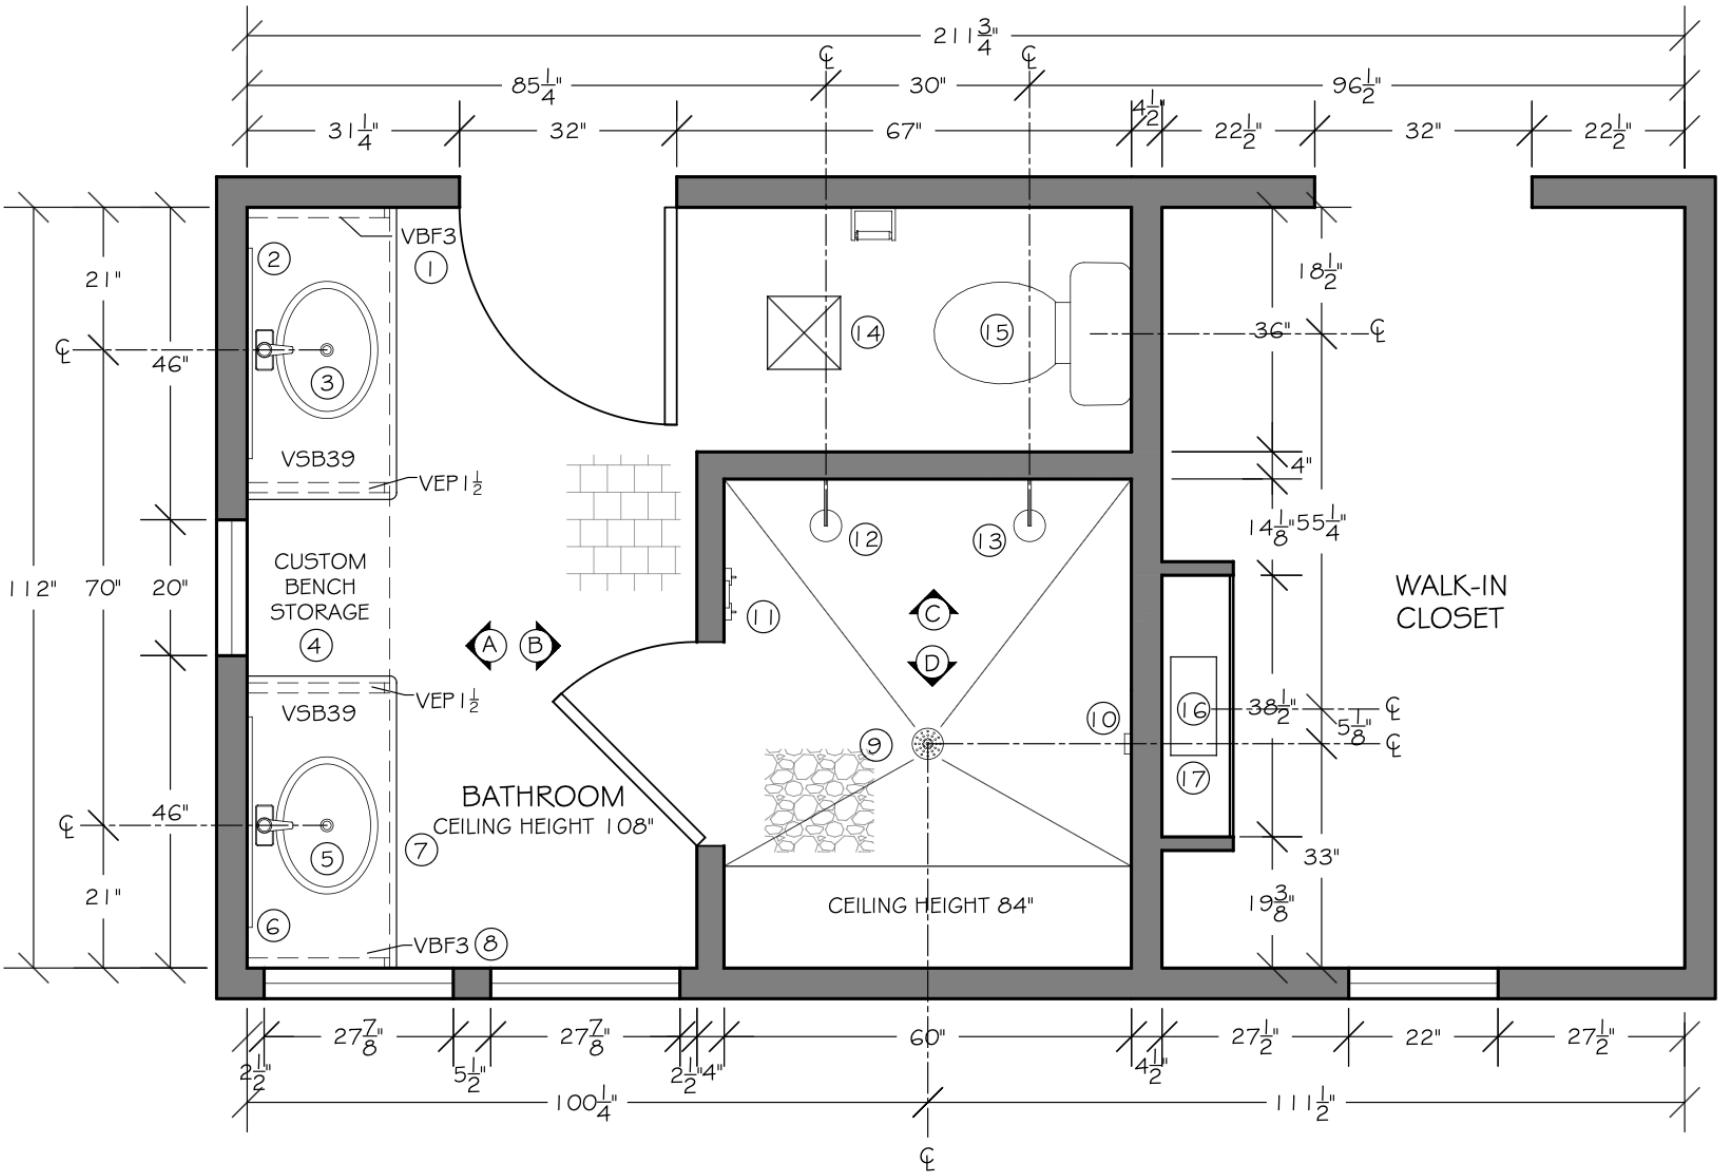 211 3/4"
℄ ℄
85 1/4" 30" 96 1/2"
31 1/4" 32" 67" 4 1/2" 22 1/2" 32" 22 1/2"
VBF3
1
2
21"
18 1/2"
36"
14
15
℄
℄
46"
3
VSB39
VEP 1 1/2
4"
14 1/8"
55 1/4"
12
13
112"
70"
20"
CUSTOM
BENCH
STORAGE
4
11
C
WALK-IN
CLOSET
A
B
D
VEP 1 1/2
VSB39
10
16
38 1/2"
℄
5 1/8"
9
℄
17
BATHROOM
CEILING HEIGHT 108"
46"
℄
5
7
33"
21"
19 3/8"
CEILING HEIGHT 84"
6
VBF3
8
27 7/8" 27 7/8" 60" 27 1/2" 22" 27 1/2"
2 1/2" 5 1/2" 2 1/2" 4" 4 1/2"
100 1/4" 111 1/2"
℄